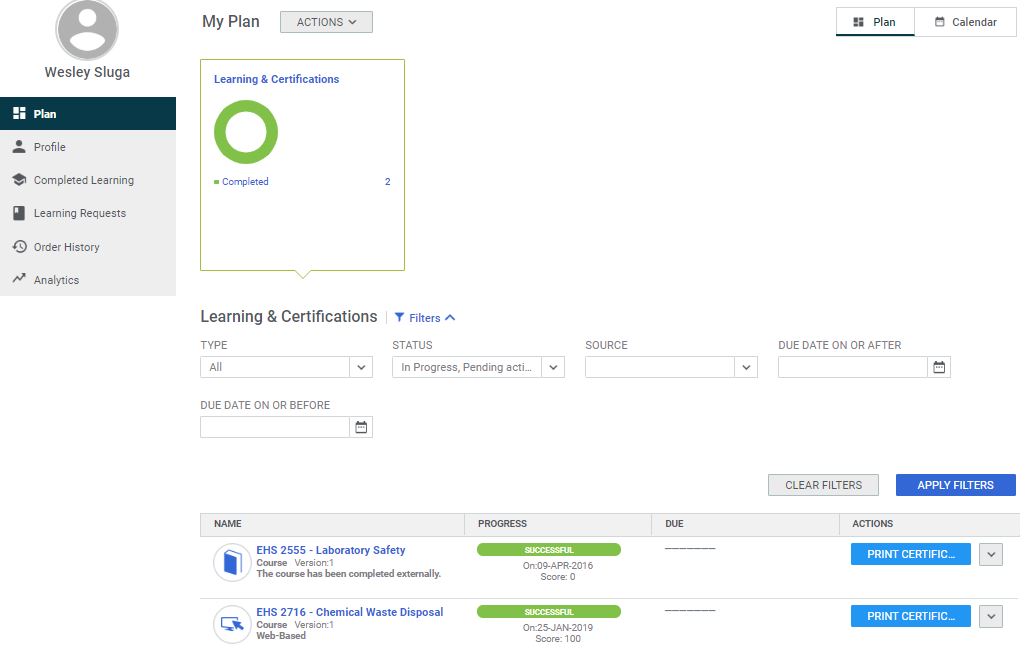 My Plan
ACTIONS
Plan
Calendar
Wesley Sluga
Plan
Profile
Completed Learning
Learning Requests
Order History
Analytics
Learning & Certifications
Completed 2
Learning & Certifications
Filters
TYPE STATUS SOURCE DUE DATE ON OR AFTER
All In Progress, Pending acti...
DUE DATE ON OR BEFORE
CLEAR FILTERS APPLY FILTERS
NAME PROGRESS DUE ACTIONS
EHS 2555 - Laboratory Safety
Course Version:1
The course has been completed externally.
SUCCESSFUL
On:09-APR-2016
Score: 0
PRINT CERTIFIC...
EHS 2716 - Chemical Waste Disposal
Course Version:1
Web-Based
SUCCESSFUL
On:25-JAN-2019
Score: 100
PRINT CERTIFIC...